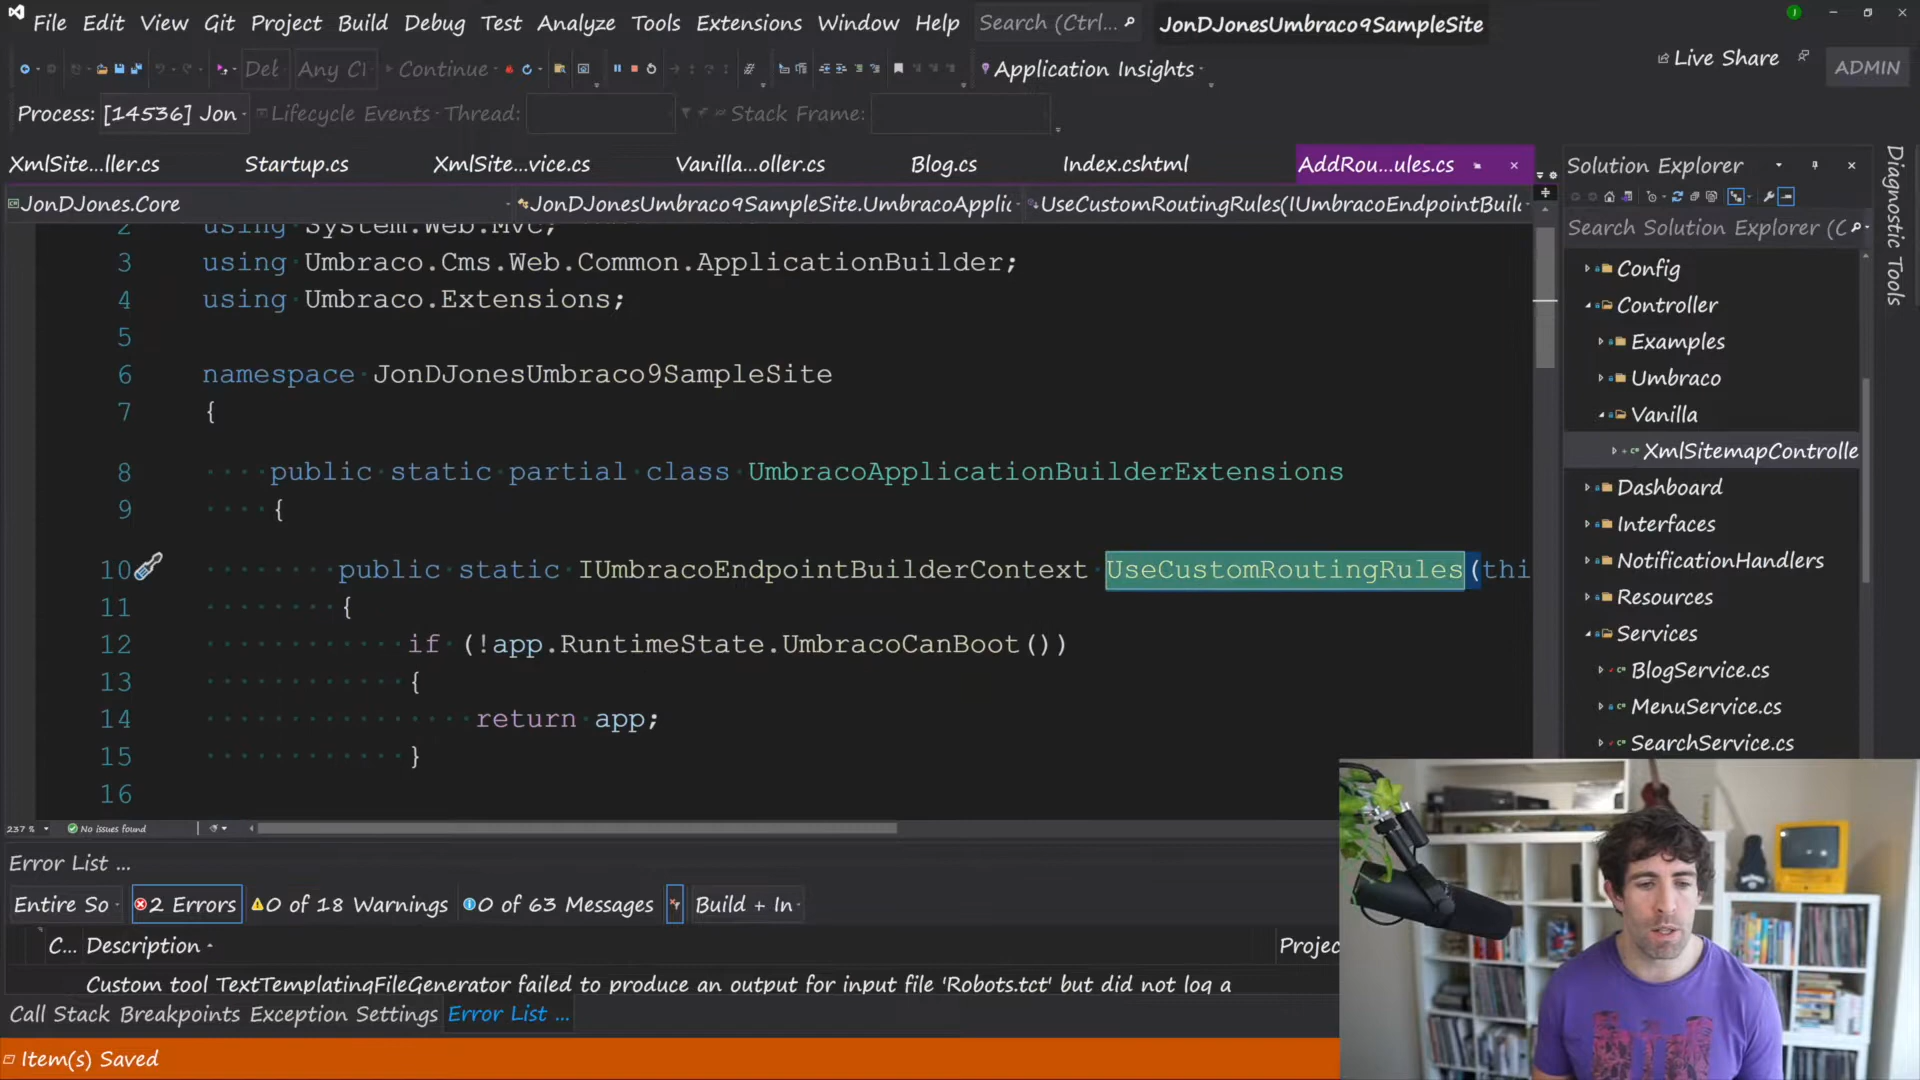 File Edit View Git Project Build Debug Test Analyze Tools Extensions Window Help Search (Ctrl... JonDJonesUmbraco9SampleSite
Del Any Cl Continue Application Insights Live Share ADMIN
Process: [14536] Jon Lifecycle Events Thread: Stack Frame:
XmlSite...ller.cs Startup.cs XmlSite...vice.cs Vanilla...oller.cs Blog.cs Index.cshtml AddRou...ules.cs
JonDJones.Core JonDJonesUmbraco9SampleSite.UmbracoApplic UseCustomRoutingRules(IUmbracoEndpointBuil
2 using System.Web.Mvc;
3 using Umbraco.Cms.Web.Common.ApplicationBuilder;
4 using Umbraco.Extensions;
5
6 namespace JonDJonesUmbraco9SampleSite
7 {
8 public static partial class UmbracoApplicationBuilderExtensions
9 {
10 public static IUmbracoEndpointBuilderContext UseCustomRoutingRules(thi
11 {
12 if (!app.RuntimeState.UmbracoCanBoot())
13 {
14 return app;
15 }
16
237 % No issues found
Error List ...
Entire So 2 Errors 0 of 18 Warnings 0 of 63 Messages Build + In
C... Description Projec
Custom tool TextTemplatingFileGenerator failed to produce an output for input file 'Robots.txt' but did not log a
Call Stack Breakpoints Exception Settings Error List ...
Item(s) Saved
Solution Explorer
Search Solution Explorer (C
Config
Controller
Examples
Umbraco
Vanilla
XmlSitemapControlle
Dashboard
Interfaces
NotificationHandlers
Resources
Services
BlogService.cs
MenuService.cs
SearchService.cs
Diagnostic Tools